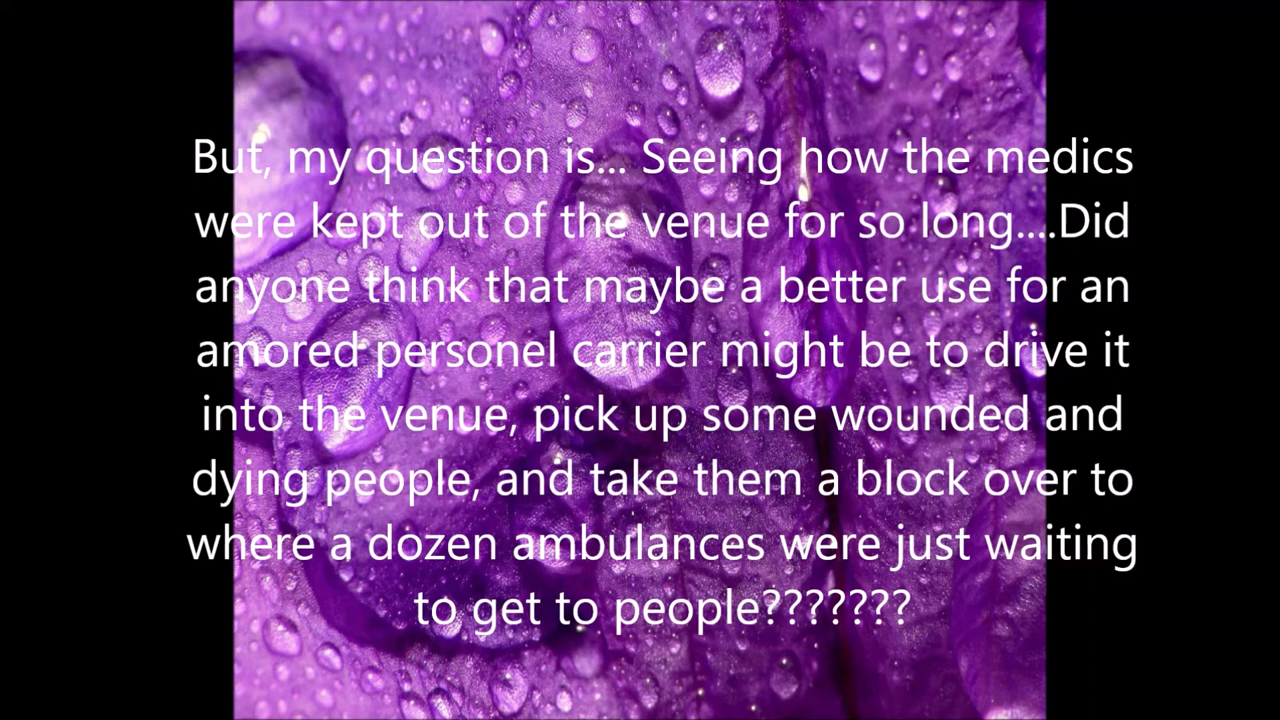 But, my question is... Seeing how the medics
were kept out of the venue for so long....Did
anyone think that maybe a better use for an
amored personel carrier might be to drive it
into the venue, pick up some wounded and
dying people, and take them a block over to
where a dozen ambulances were just waiting
to get to people???????